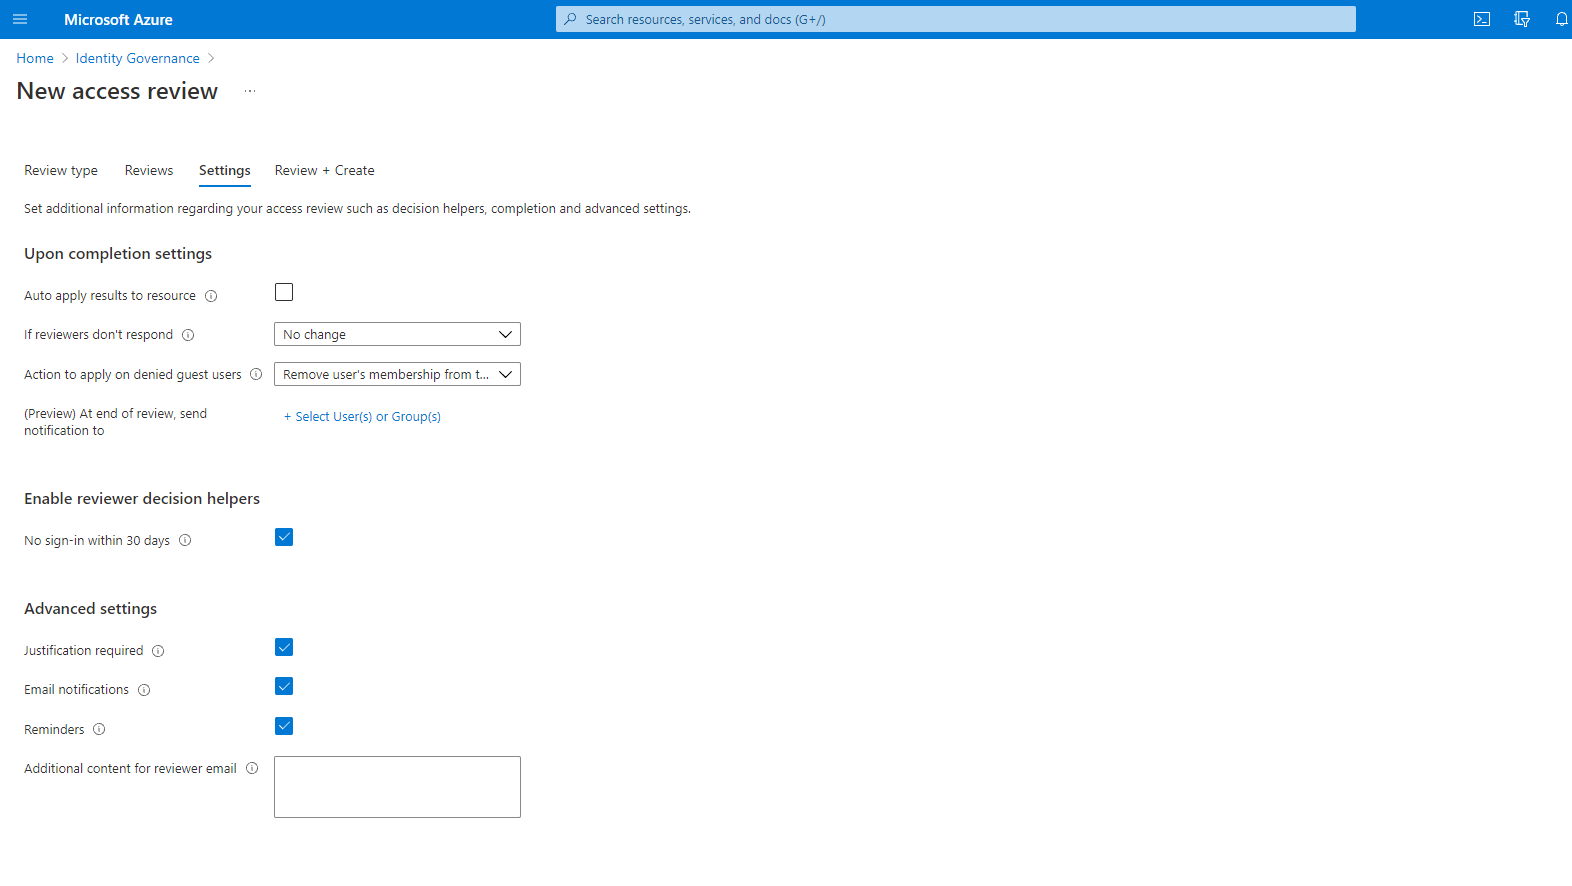 Microsoft Azure
Search resources, services, and docs (G+/)
Home > Identity Governance >
New access review ...
Review type Reviews Settings Review + Create
Set additional information regarding your access review such as decision helpers, completion and advanced settings.
Upon completion settings
Auto apply results to resource
If reviewers don't respond No change
Action to apply on denied guest users Remove user's membership from t...
(Preview) At end of review, send
notification to
+ Select User(s) or Group(s)
Enable reviewer decision helpers
No sign-in within 30 days
Advanced settings
Justification required
Email notifications
Reminders
Additional content for reviewer email